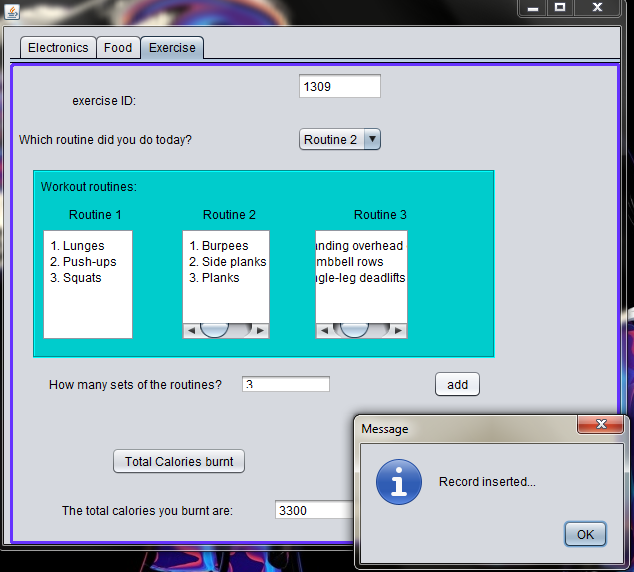 Electronics Food Exercise
exercise ID: 1309
Which routine did you do today? Routine 2
Workout routines:
Routine 1 Routine 2 Routine 3
1. Lunges 1. Burpees anding overhead
2. Push-ups 2. Side planks mbbell rows
3. Squats 3. Planks ngle-leg deadlifts
How many sets of the routines? 3 add
Message
Total Calories burnt
Record inserted...
The total calories you burnt are: 3300
OK